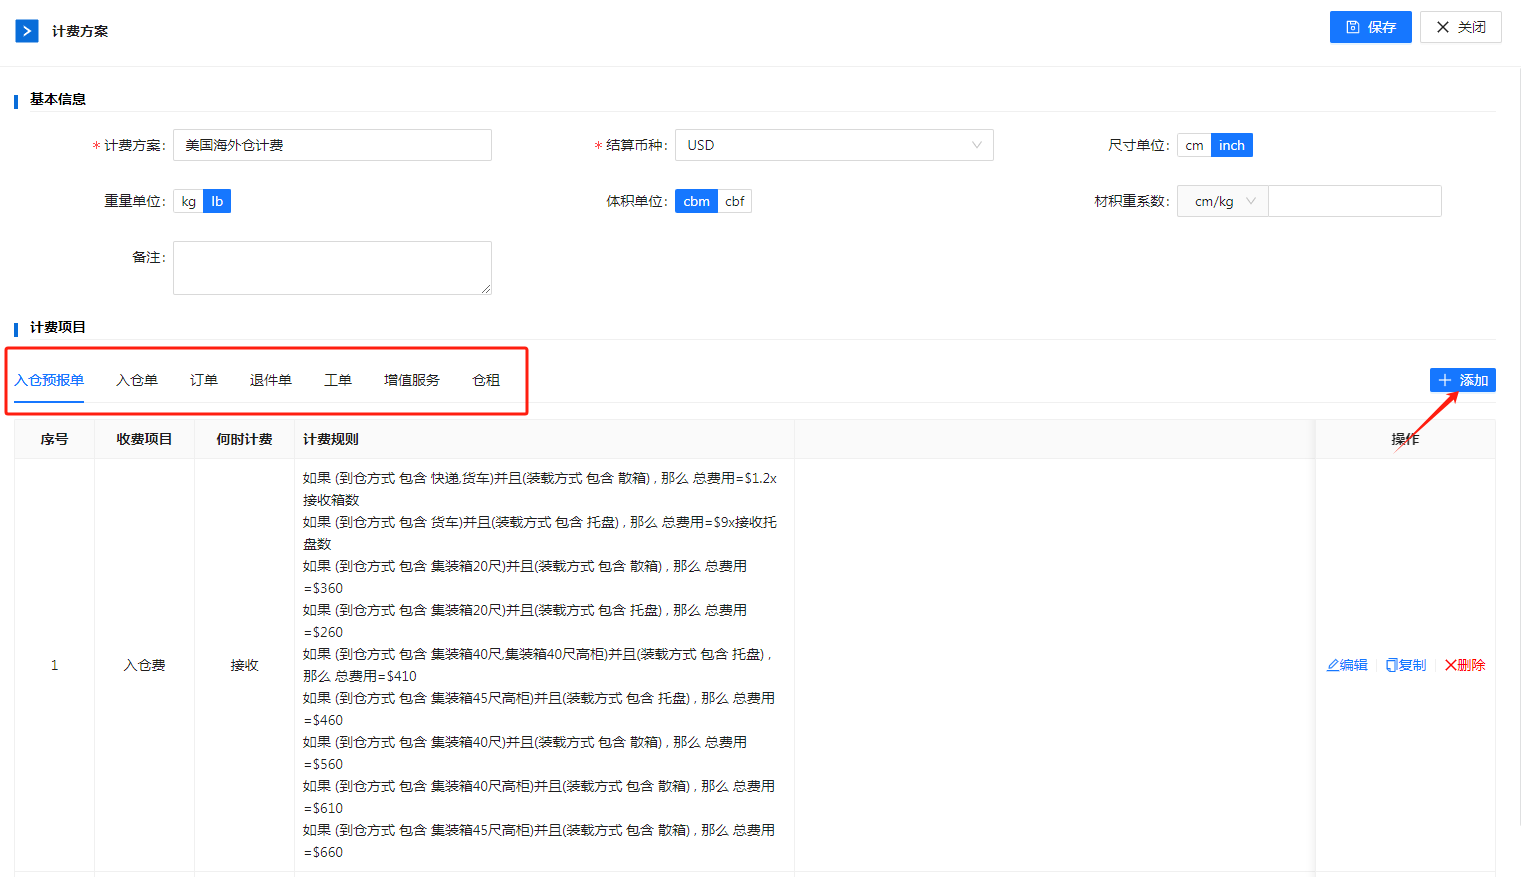 计费方案
保存
关闭
基本信息
* 计费方案: 美国海外仓计费
* 结算币种: USD
尺寸单位: cm inch
重量单位: kg lb
体积单位: cbm cbf
材积重系数: cm/kg
备注:
计费项目
入仓预报单 入仓单 订单 退件单 工单 增值服务 仓租
添加
序号 收费项目 何时计费 计费规则 操作
如果 (到仓方式 包含 快递,货车)并且(装载方式 包含 散箱) , 那么 总费用=$1.2x
接收箱数
如果 (到仓方式 包含 货车)并且(装载方式 包含 托盘) , 那么 总费用=$9x接收托
盘数
如果 (到仓方式 包含 集装箱20尺)并且(装载方式 包含 散箱) , 那么 总费用
=$360
如果 (到仓方式 包含 集装箱20尺)并且(装载方式 包含 托盘) , 那么 总费用
=$260
如果 (到仓方式 包含 集装箱40尺,集装箱40尺高柜)并且(装载方式 包含 托盘) ,
1 入仓费 接收 编辑 复制 删除
那么 总费用=$410
如果 (到仓方式 包含 集装箱45尺高柜)并且(装载方式 包含 托盘) , 那么 总费用
=$460
如果 (到仓方式 包含 集装箱40尺)并且(装载方式 包含 散箱) , 那么 总费用
=$560
如果 (到仓方式 包含 集装箱40尺高柜)并且(装载方式 包含 散箱) , 那么 总费用
=$610
如果 (到仓方式 包含 集装箱45尺高柜)并且(装载方式 包含 散箱) , 那么 总费用
=$660